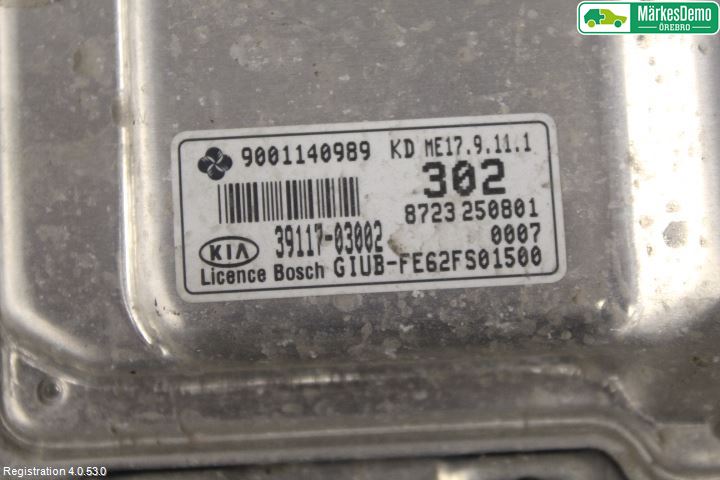 MärkesDemo
ÖREBRO
9001140989 KD ME17.9.11.1
302
8723 250801
39117-03002 0007
KIA
Licence Bosch GIUB-FE62FS01500
Registration 4.0.53.0